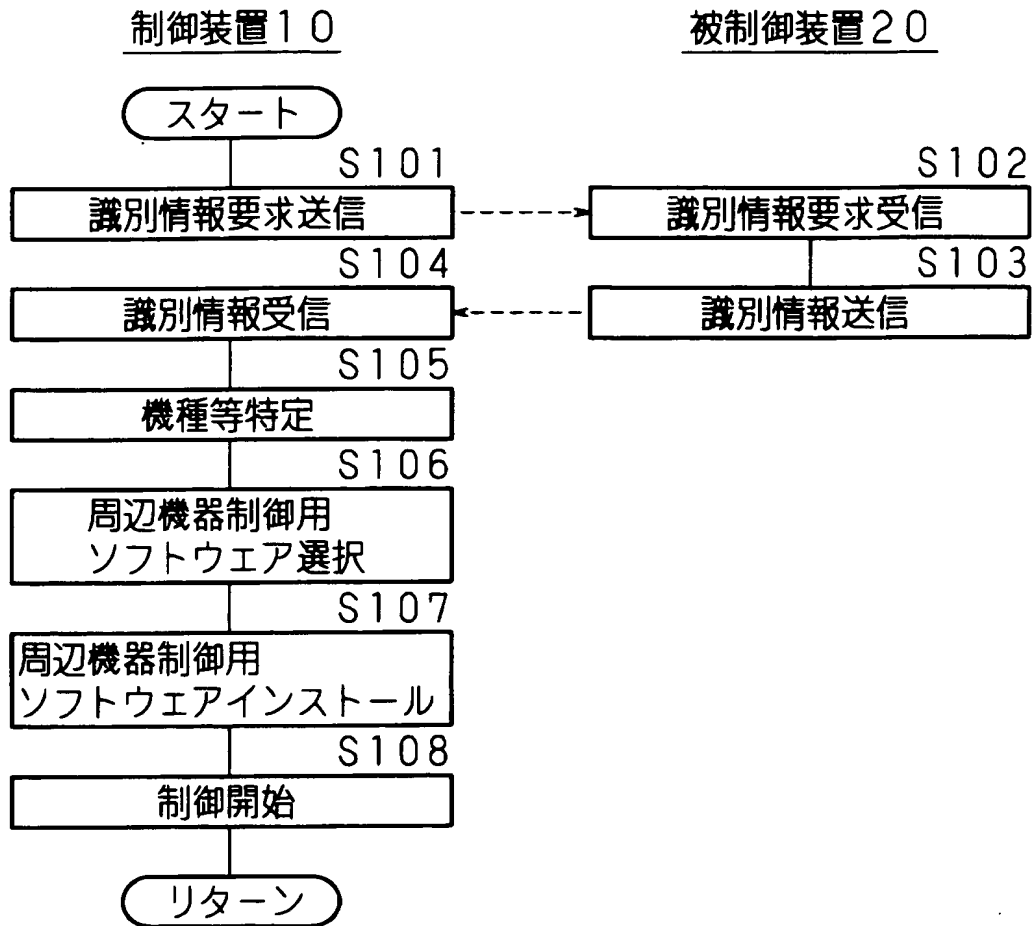 制御装置10
被制御装置20
スタート
S101
識別情報要求送信
S102
識別情報要求受信
S103
識別情報送信
S104
識別情報受信
S105
機種等特定
S106
周辺機器制御用
ソフトウェア選択
S107
周辺機器制御用
ソフトウェアインストール
S108
制御開始
リターン